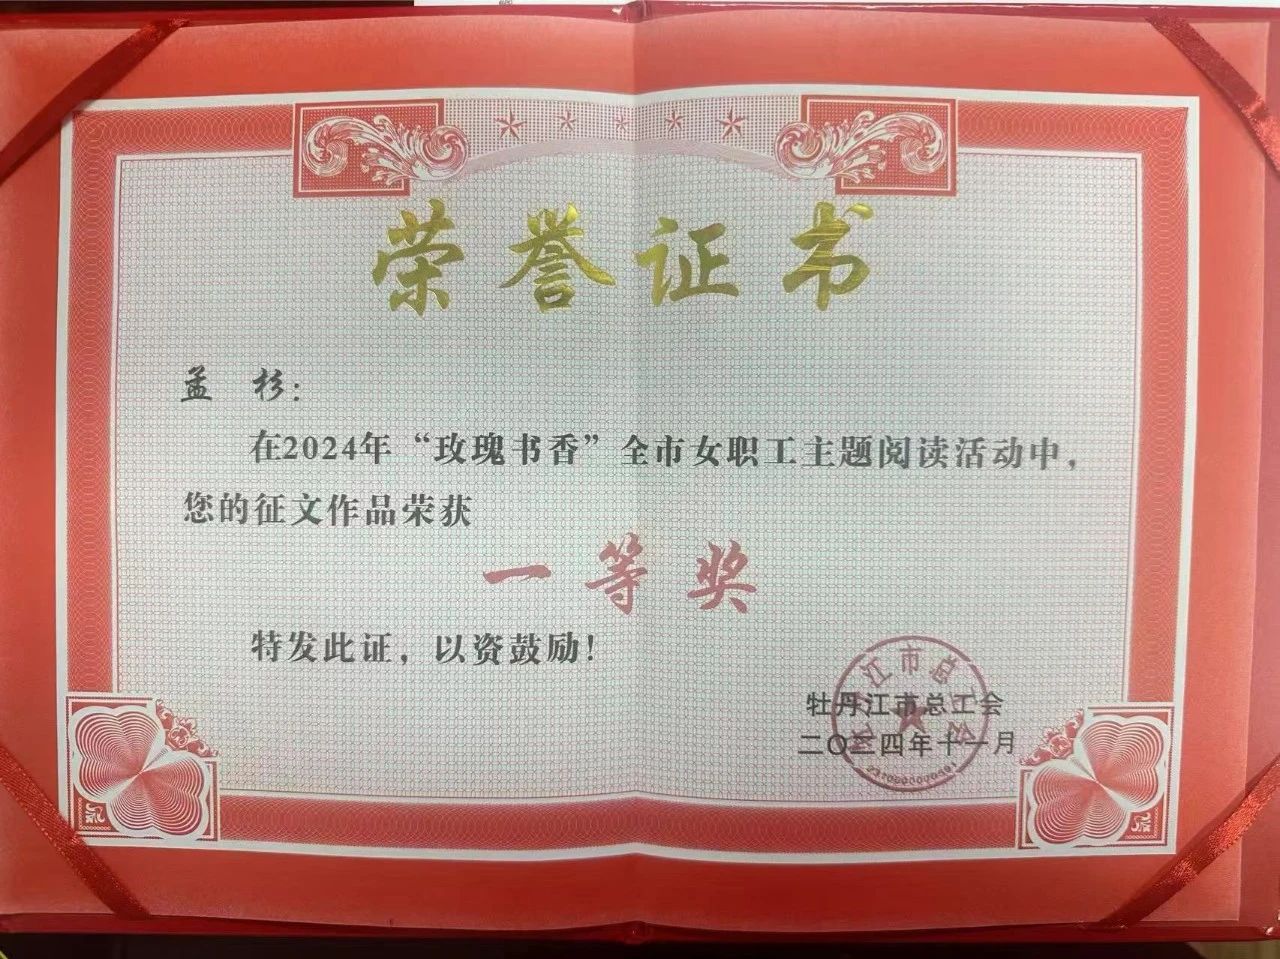 荣誉证书
孟 杉：
在2024年“玫瑰书香”全市女职工主题阅读活动中，
您的征文作品荣获
一等奖
特发此证，以资鼓励！
牡丹江市总工会
二〇二四年十一月